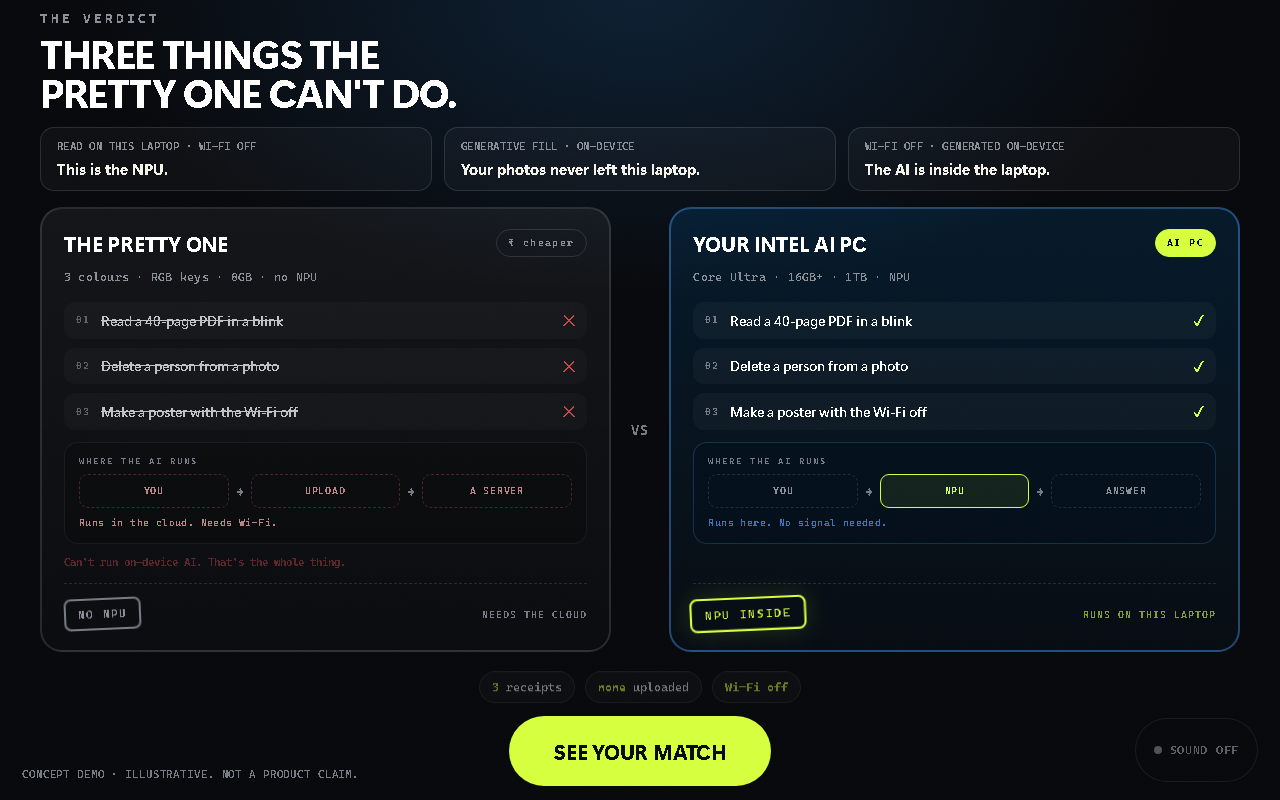 THE VERDICT
THREE THINGS THE
PRETTY ONE CAN'T DO.
READ ON THIS LAPTOP · WI-FI OFF
This is the NPU.
GENERATIVE FILL · ON-DEVICE
Your photos never left this laptop.
WI-FI OFF · GENERATED ON-DEVICE
The AI is inside the laptop.
THE PRETTY ONE
₹ cheaper
3 colours · RGB keys · 8GB · no NPU
01 Read a 40-page PDF in a blink
02 Delete a person from a photo
03 Make a poster with the Wi-Fi off
WHERE THE AI RUNS
YOU → UPLOAD → A SERVER
Runs in the cloud. Needs Wi-Fi.
Can't run on-device AI. That's the whole thing.
NO NPU
NEEDS THE CLOUD
VS
YOUR INTEL AI PC
AI PC
Core Ultra · 16GB+ · 1TB · NPU
01 Read a 40-page PDF in a blink ✓
02 Delete a person from a photo ✓
03 Make a poster with the Wi-Fi off ✓
WHERE THE AI RUNS
YOU → NPU → ANSWER
Runs here. No signal needed.
NPU INSIDE
RUNS ON THIS LAPTOP
3 receipts
none uploaded
Wi-Fi off
SEE YOUR MATCH
SOUND OFF
CONCEPT DEMO · ILLUSTRATIVE. NOT A PRODUCT CLAIM.